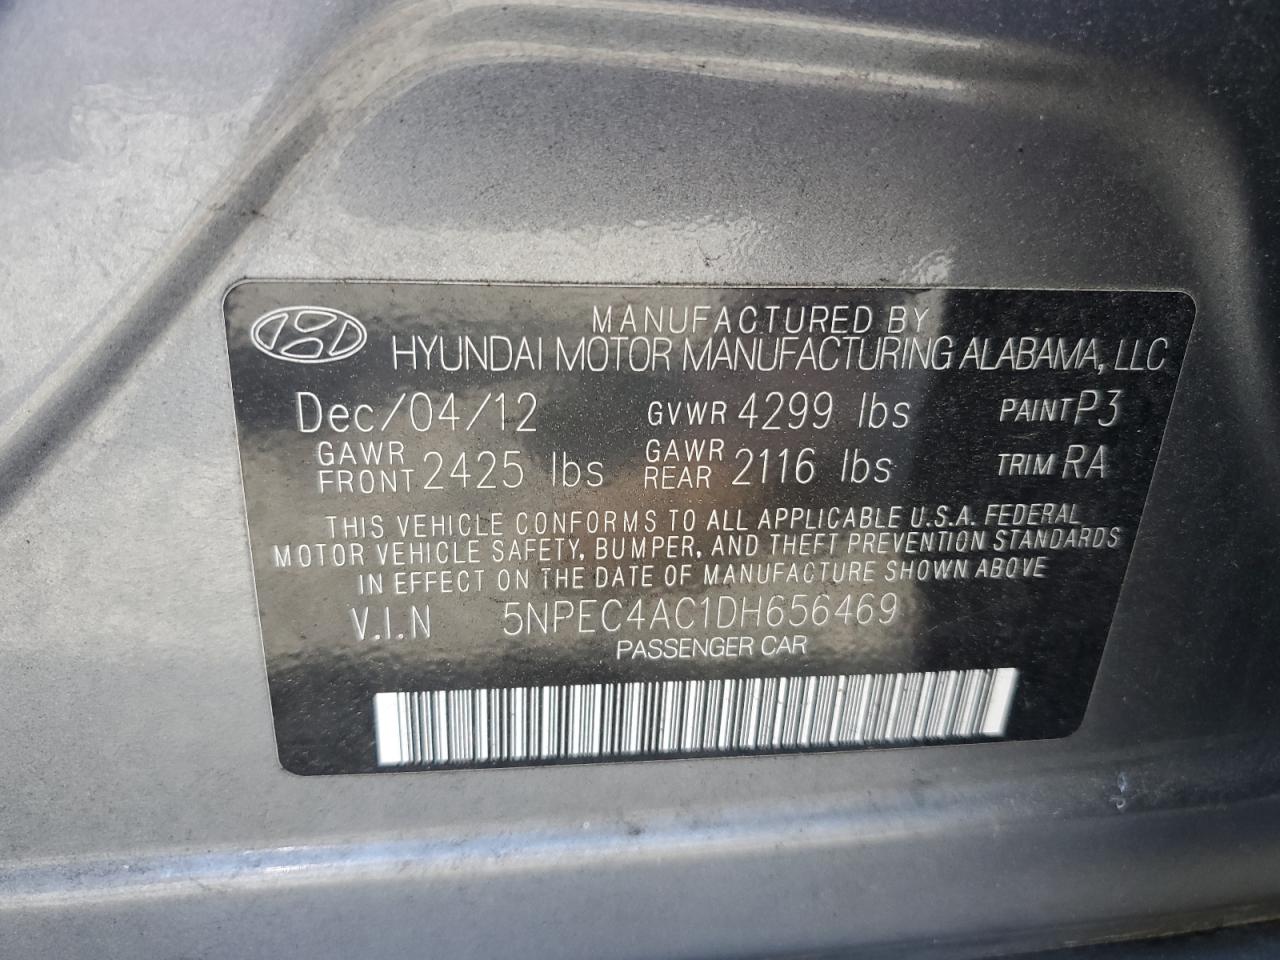 MANUFACTURED BY
HYUNDAI MOTOR MANUFACTURING ALABAMA, LLC
Dec/04/12 GVWR 4299 lbs PAINT P3
GAWR FRONT 2425 lbs GAWR REAR 2116 lbs TRIM RA
THIS VEHICLE CONFORMS TO ALL APPLICABLE U.S.A. FEDERAL
MOTOR VEHICLE SAFETY, BUMPER, AND THEFT PREVENTION STANDARDS
IN EFFECT ON THE DATE OF MANUFACTURE SHOWN ABOVE
V.I.N 5NPEC4AC1DH656469
PASSENGER CAR